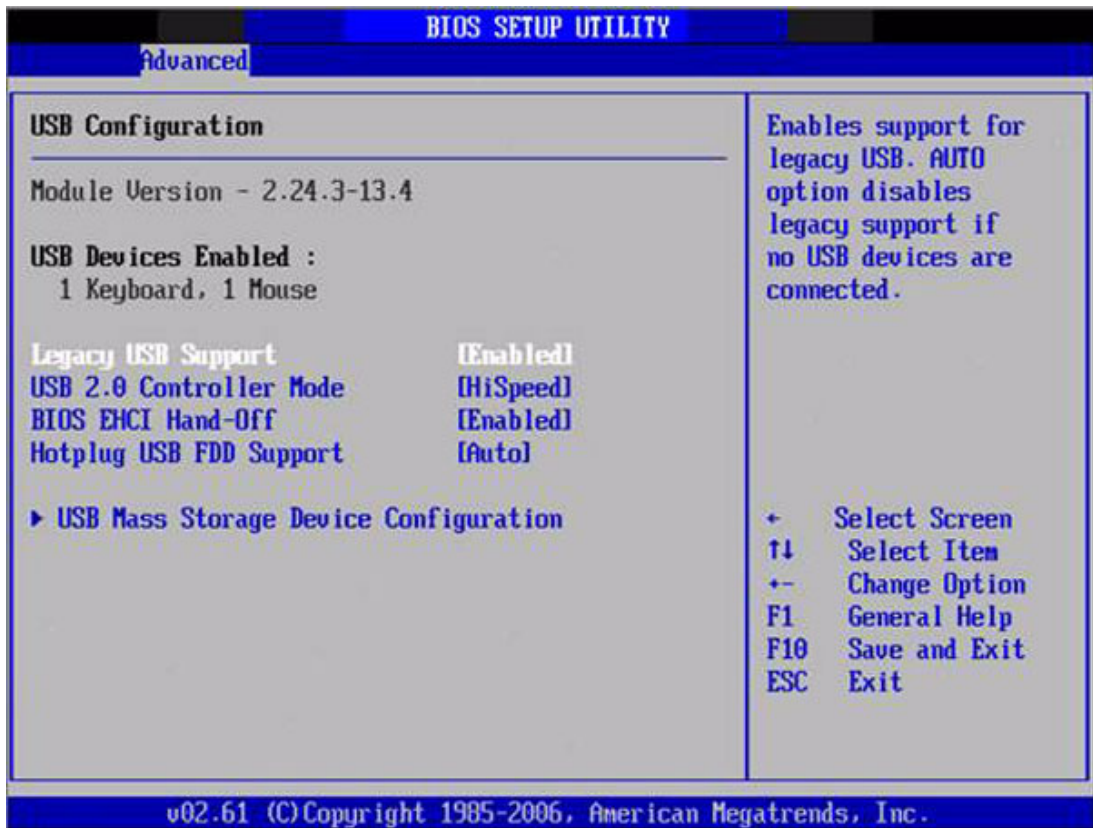 BIOS SETUP UTILITY
Advanced
USB Configuration
Module Version - 2.24.3-13.4
USB Devices Enabled :
1 Keyboard, 1 Mouse
Legacy USB Support [Enabled]
USB 2.0 Controller Mode [HiSpeed]
BIOS EHCI Hand-Off [Enabled]
Hotplug USB FDD Support [Auto]
▶ USB Mass Storage Device Configuration
Enables support for
legacy USB. AUTO
option disables
legacy support if
no USB devices are
connected.
← Select Screen
↑↓ Select Item
+- Change Option
F1 General Help
F10 Save and Exit
ESC Exit
v02.61 (C)Copyright 1985-2006, American Megatrends, Inc.